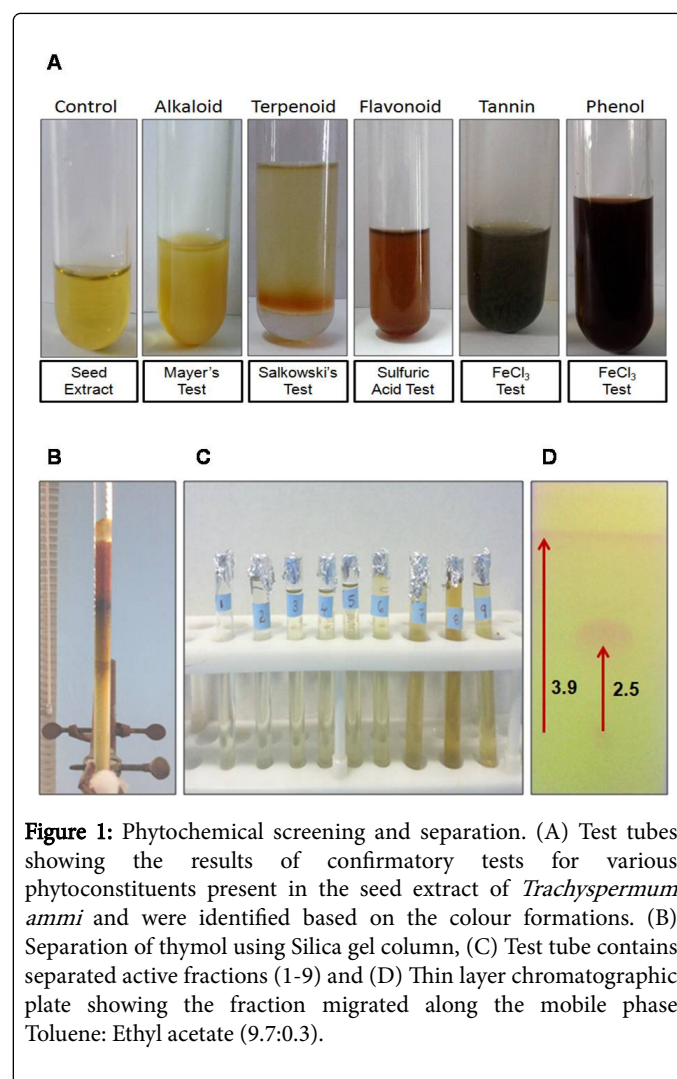 A
Control Alkaloid Terpenoid Flavonoid Tannin Phenol
Seed Extract
Mayer's Test
Salkowski's Test
Sulfuric Acid Test
FeCl₃ Test
FeCl₃ Test
B C D
1 2 3 4 5 6 7 8 9
3.9 2.5
Figure 1: Phytochemical screening and separation. (A) Test tubes
showing the results of confirmatory tests for various
phytoconstituents present in the seed extract of Trachyspermum
ammi and were identified based on the colour formations. (B)
Separation of thymol using Silica gel column, (C) Test tube contains
separated active fractions (1-9) and (D) Thin layer chromatographic
plate showing the fraction migrated along the mobile phase
Toluene: Ethyl acetate (9.7:0.3).